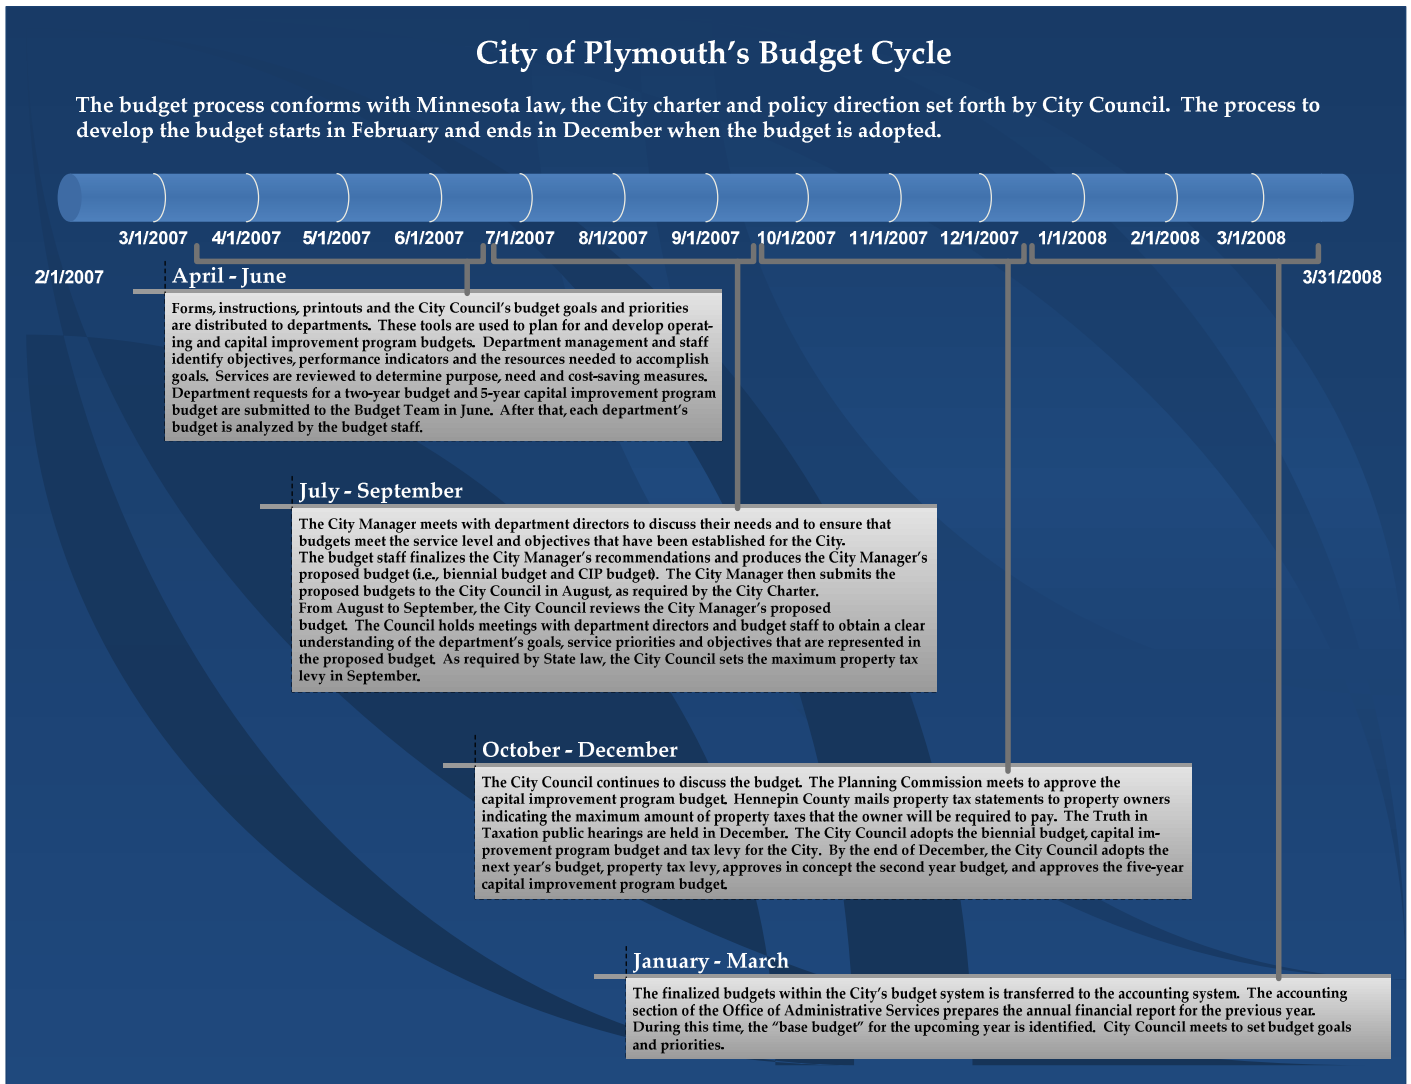 City of Plymouth's Budget Cycle
The budget process conforms with Minnesota law, the City charter and policy direction set forth by City Council.  The process to
develop the budget starts in February and ends in December when the budget is adopted.
3/1/2007 4/1/2007 5/1/2007 6/1/2007 7/1/2007 8/1/2007 9/1/2007 10/1/2007 11/1/2007 12/1/2007 1/1/2008 2/1/2008 3/1/2008
2/1/2007 3/31/2008
April - June
Forms, instructions, printouts and the City Council's budget goals and priorities
are distributed to departments.  These tools are used to plan for and develop operat-
ing and capital improvement program budgets.  Department management and staff
identify objectives, performance indicators and the resources needed to accomplish
goals.  Services are reviewed to determine purpose, need and cost-saving measures.
Department requests for a two-year budget and 5-year capital improvement program
budget are submitted to the Budget Team in June.  After that, each department's
budget is analyzed by the budget staff.
July - September
The City Manager meets with department directors to discuss their needs and to ensure that
budgets meet the service level and objectives that have been established for the City.
The budget staff finalizes the City Manager's recommendations and produces the City Manager's
proposed budget (i.e., biennial budget and CIP budget).  The City Manager then submits the
proposed budgets to the City Council in August, as required by the City Charter.
From August to September, the City Council reviews the City Manager's proposed
budget.  The Council holds meetings with department directors and budget staff to obtain a clear
understanding of the department's goals, service priorities and objectives that are represented in
the proposed budget.  As required by State law, the City Council sets the maximum property tax
levy in September.
October - December
The City Council continues to discuss the budget.  The Planning Commission meets to approve the
capital improvement program budget.  Hennepin County mails property tax statements to property owners
indicating the maximum amount of property taxes that the owner will be required to pay.  The Truth in
Taxation public hearings are held in December.  The City Council adopts the biennial budget, capital im-
provement program budget and tax levy for the City.  By the end of December, the City Council adopts the
next year's budget, property tax levy, approves in concept the second year budget, and approves the five-year
capital improvement program budget.
January - March
The finalized budgets within the City's budget system is transferred to the accounting system.  The accounting
section of the Office of Administrative Services prepares the annual financial report for the previous year.
During this time, the "base budget" for the upcoming year is identified.  City Council meets to set budget goals
and priorities.